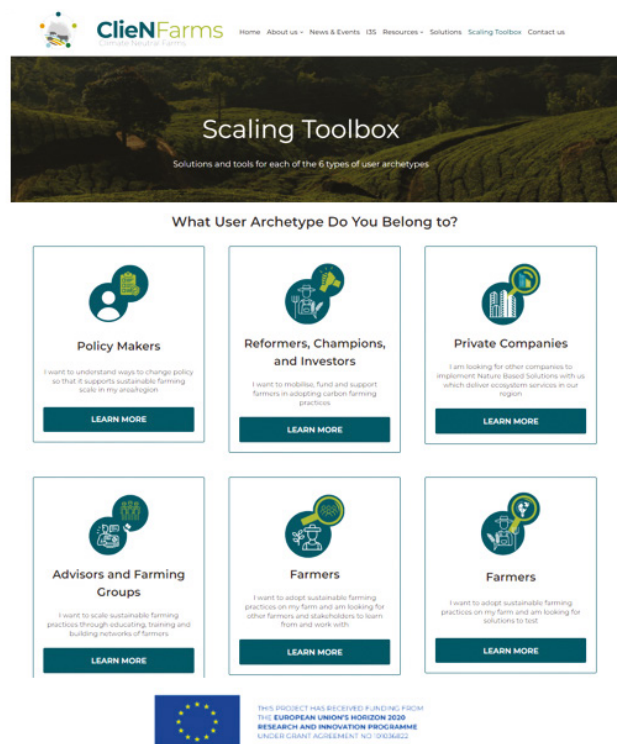 ClieNFarms
Climate Neutral Farms
Home About us News & Events I3S Resources Solutions Scaling Toolbox Contact us
Scaling Toolbox
Solutions and tools for each of the 6 types of user archetypes
What User Archetype Do You Belong to?
Policy Makers
I want to understand ways to change policy
so that it supports sustainable farming
scale in my area/region
LEARN MORE
Reformers, Champions,
and Investors
I want to mobilise, fund and support
farmers in adopting carbon farming
practices
LEARN MORE
Private Companies
I am looking for other companies to
implement Nature Based Solutions with us
which deliver ecosystem services in our
region
LEARN MORE
Advisors and Farming
Groups
I want to scale sustainable farming
practices through educating, training and
building networks of farmers
LEARN MORE
Farmers
I want to adopt sustainable farming
practices on my farm and am looking for
other farmers and stakeholders to learn
from and work with
LEARN MORE
Farmers
I want to adopt sustainable farming
practices on my farm and am looking for
solutions to test
LEARN MORE
THIS PROJECT HAS RECEIVED FUNDING FROM
THE EUROPEAN UNION'S HORIZON 2020
RESEARCH AND INNOVATION PROGRAMME
UNDER GRANT AGREEMENT NO 101036822